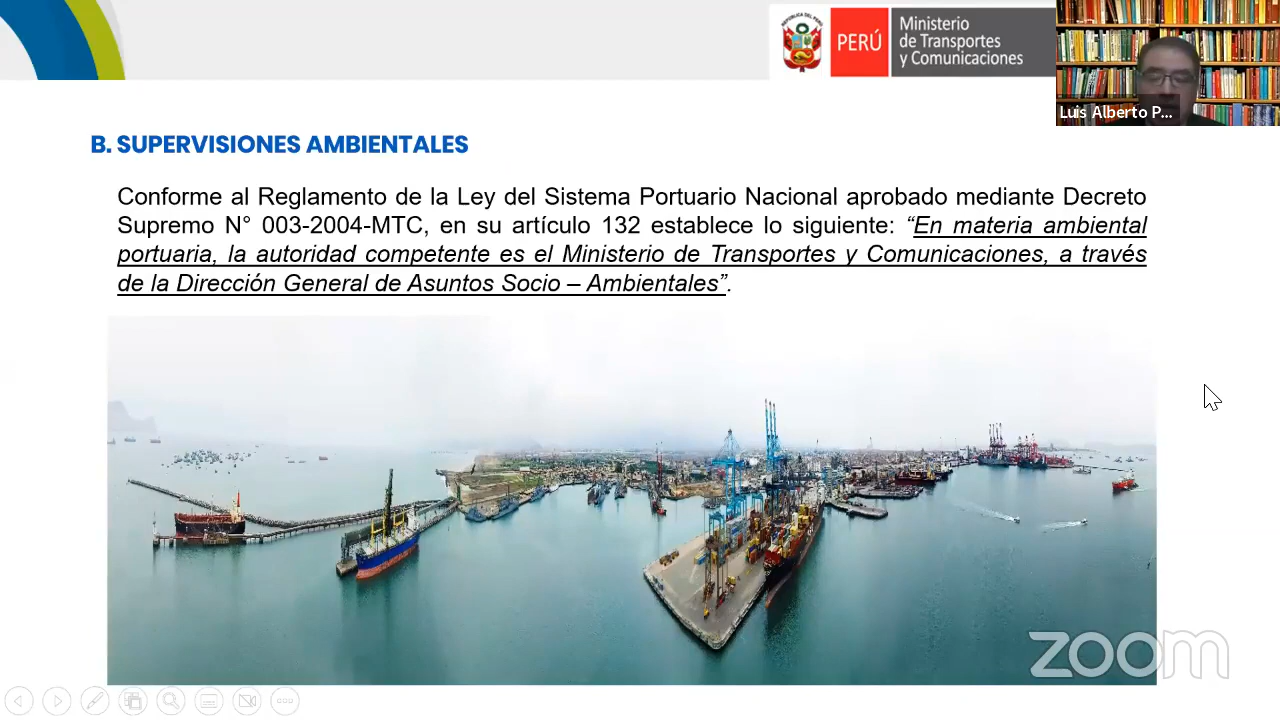 PERÚ
Ministerio
de Transportes
y Comunicaciones
Luis Alberto P...
B. SUPERVISIONES AMBIENTALES
Conforme al Reglamento de la Ley del Sistema Portuario Nacional aprobado mediante Decreto
Supremo N° 003-2004-MTC, en su artículo 132 establece lo siguiente: “En materia ambiental
portuaria, la autoridad competente es el Ministerio de Transportes y Comunicaciones, a través
de la Dirección General de Asuntos Socio – Ambientales”.
zoom